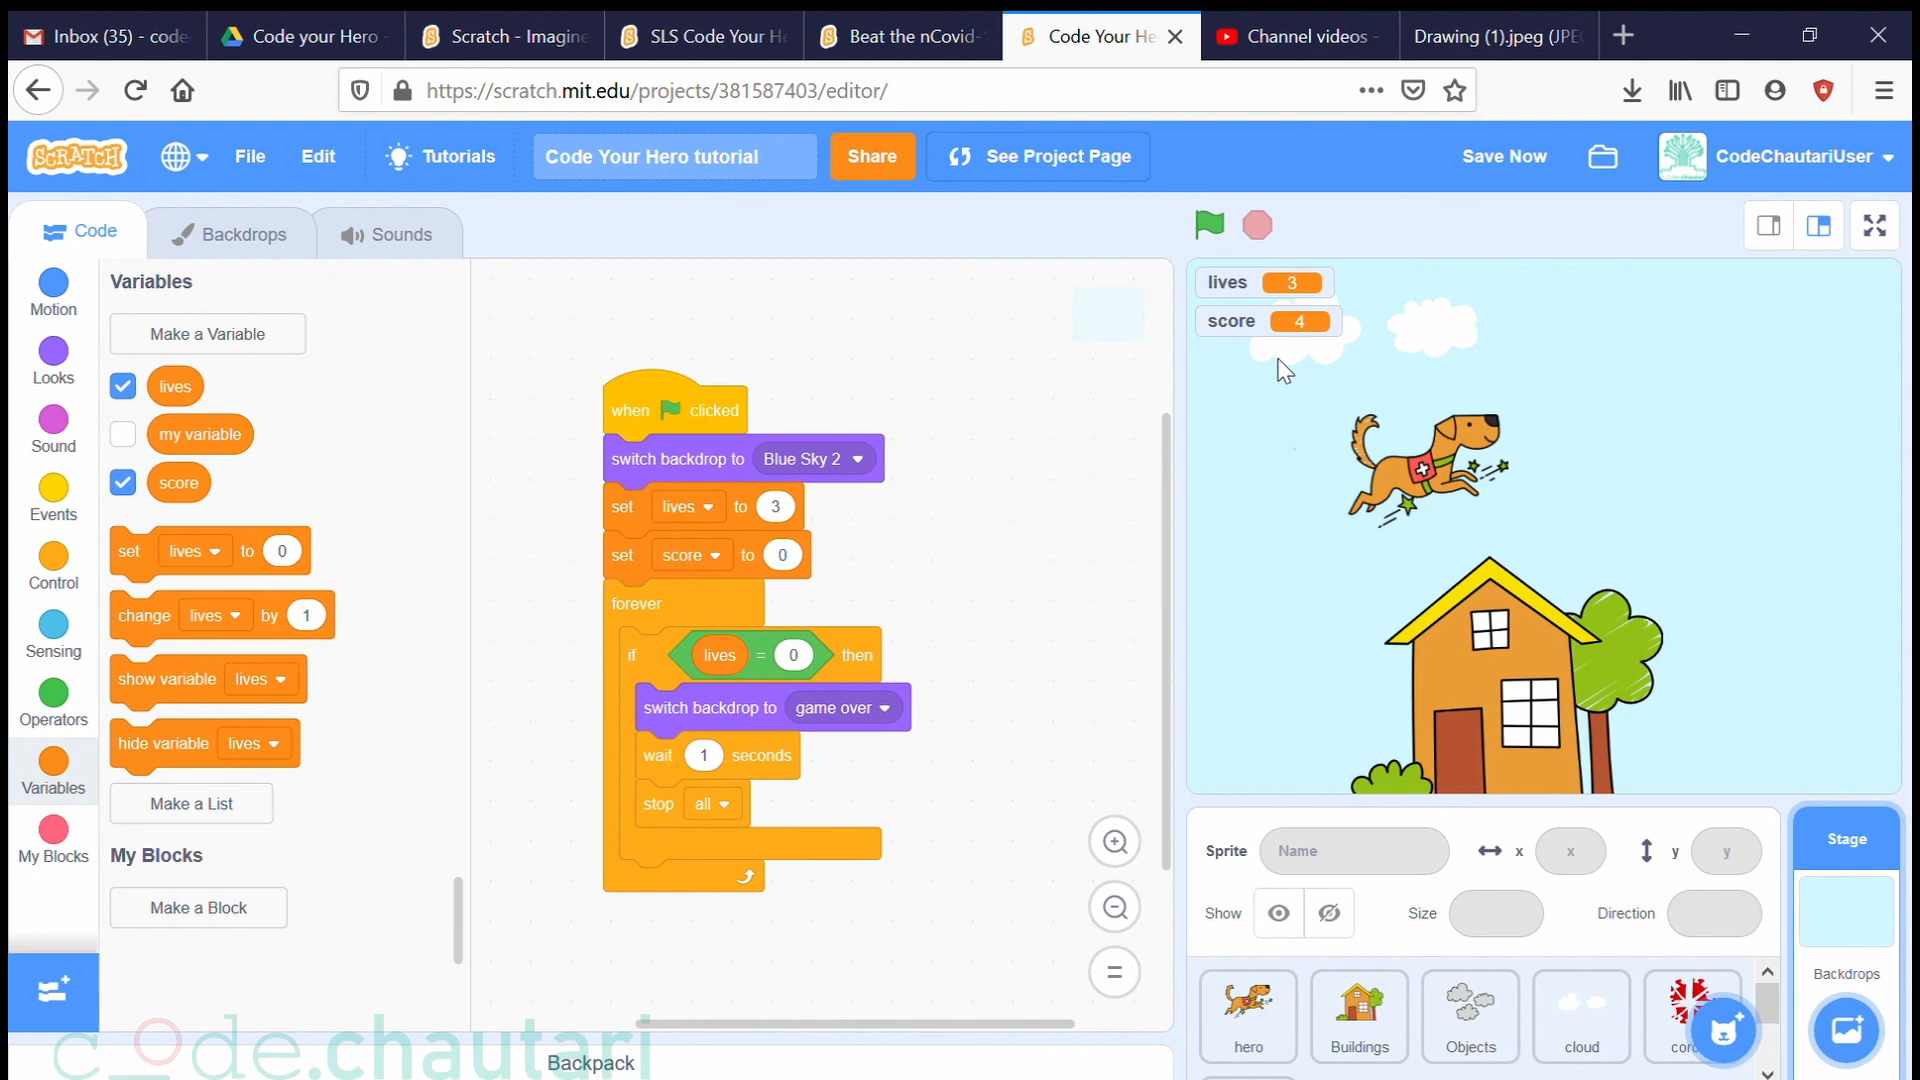 Inbox (35) - code
Code your Hero -
Scratch - Imagine
SLS Code Your He
Beat the nCovid-1
Code Your He
Channel videos -
Drawing (1).jpeg (JPE
https://scratch.mit.edu/projects/381587403/editor/
SCRATCH
File
Edit
Tutorials
Code Your Hero tutorial
Share
See Project Page
Save Now
CodeChautariUser
Code
Backdrops
Sounds
Motion
Looks
Sound
Events
Control
Sensing
Operators
Variables
My Blocks
Variables
Make a Variable
lives
my variable
score
set lives to 0
change lives by 1
show variable lives
hide variable lives
Make a List
My Blocks
Make a Block
when clicked
switch backdrop to Blue Sky 2
set lives to 3
set score to 0
forever
if lives = 0 then
switch backdrop to game over
wait 1 seconds
stop all
lives 3
score 4
Sprite Name x x y y
Show Size Direction
Stage
Backdrops
hero
Buildings
Objects
cloud
Backpack
code.chautari